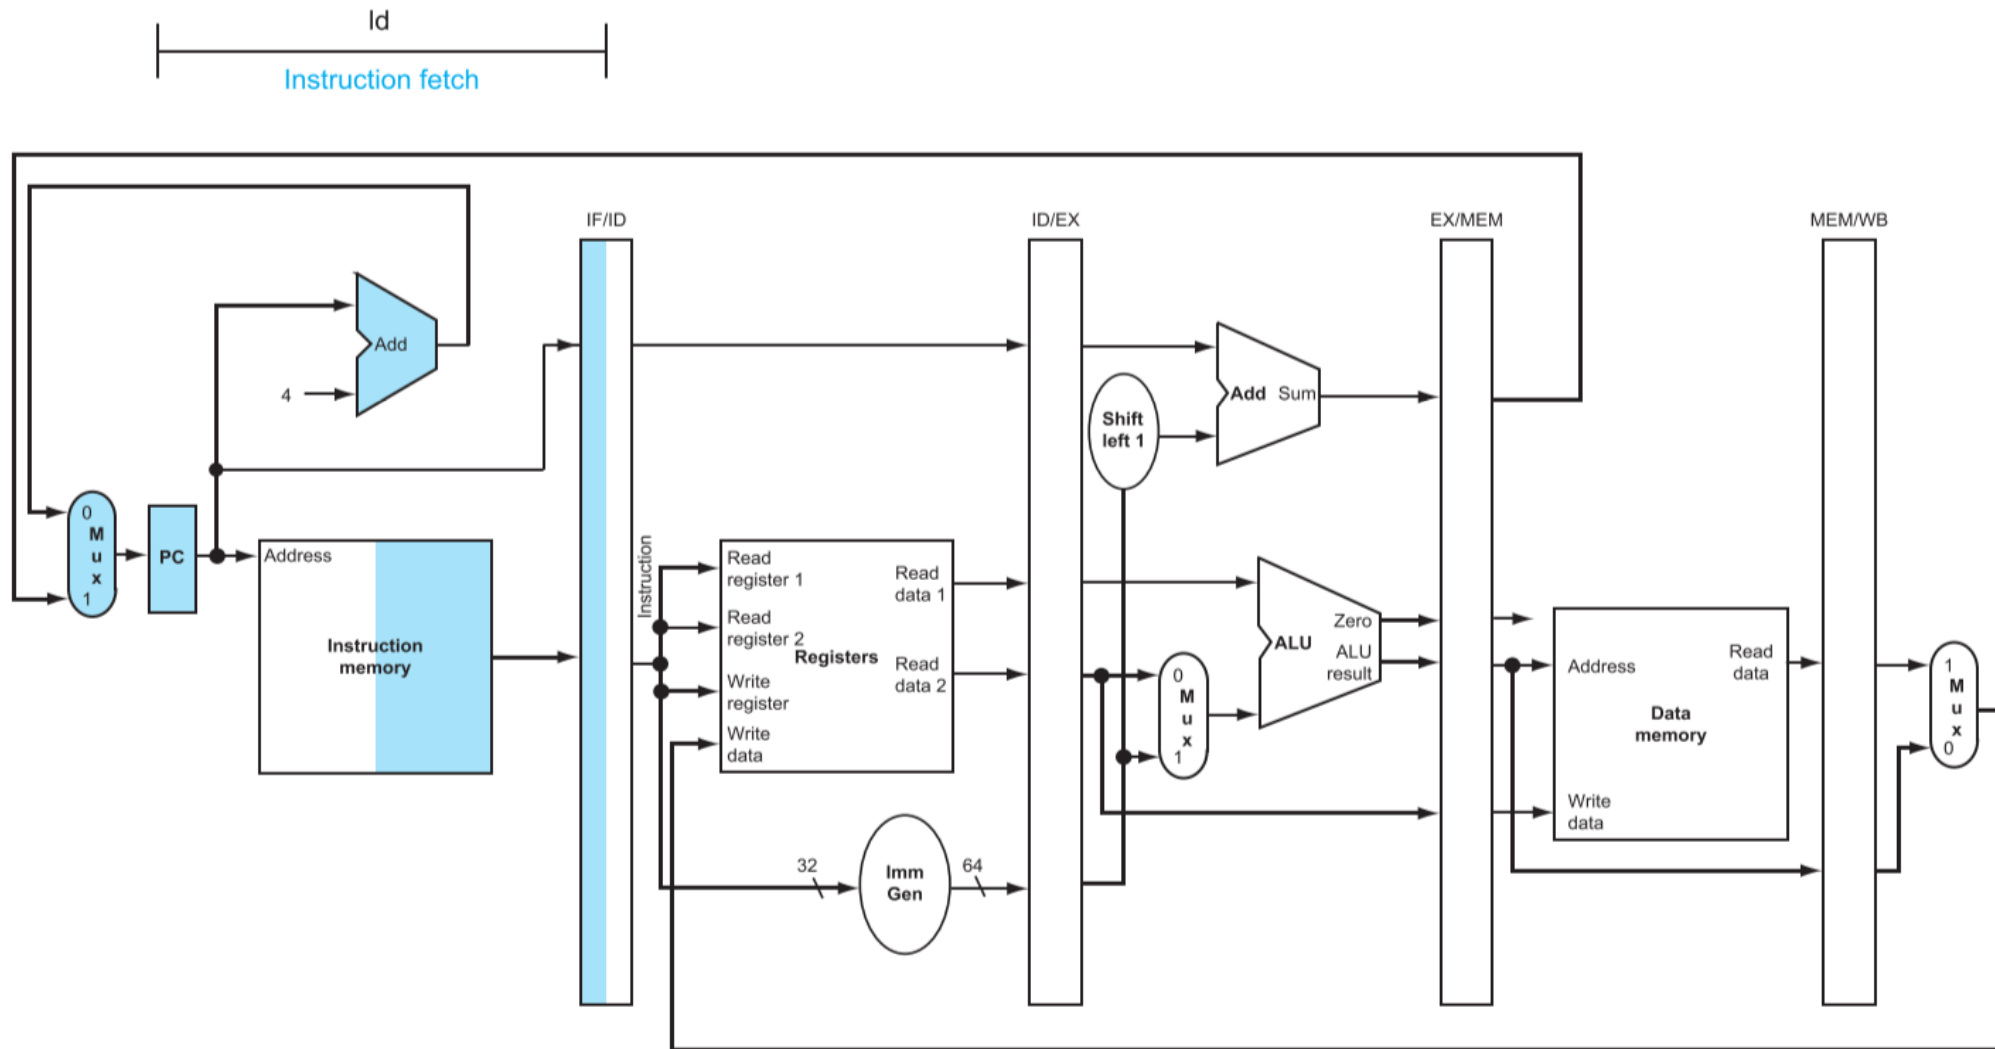 ld
Instruction fetch
IF/ID
ID/EX
EX/MEM
MEM/WB
Add
4
Add Sum
Shift
left 1
0
M
u
x
1
PC
Address
Instruction
memory
Instruction
Read
register 1
Read
register 2
Write
register
Write
data
Registers
Read
data 1
Read
data 2
0
M
u
x
1
ALU
Zero
ALU
result
Address
Read
data
Data
memory
Write
data
1
M
u
x
0
32
Imm
Gen
64